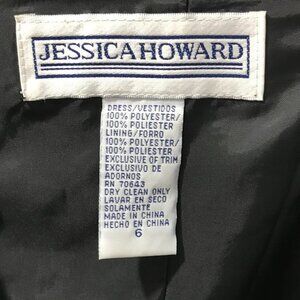 JESSICA HOWARD
DRESS/VESTIDOS
100% POLYESTER/
100% POLIESTER
LINING/FORRO
100% POLYESTER/
100% POLIESTER
EXCLUSIVE OF TRIM
EXCLUSIVO DE
ADORNOS
RN 70643
DRY CLEAN ONLY
LAVAR EN SECO
SOLAMENTE
MADE IN CHINA
HECHO EN CHINA
6